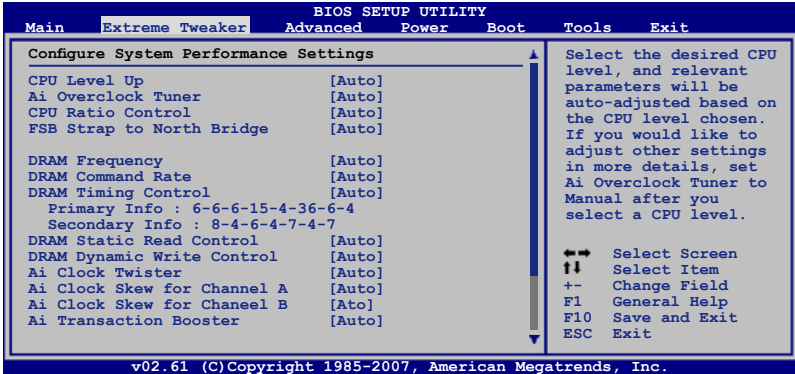 BIOS SETUP UTILITY
Main Extreme Tweaker Advanced Power Boot Tools Exit
Configure System Performance Settings
CPU Level Up [Auto]
Ai Overclock Tuner [Auto]
CPU Ratio Control [Auto]
FSB Strap to North Bridge [Auto]
DRAM Frequency [Auto]
DRAM Command Rate [Auto]
DRAM Timing Control [Auto]
Primary Info : 6-6-6-15-4-36-6-4
Secondary Info : 8-4-6-4-7-4-7
DRAM Static Read Control [Auto]
DRAM Dynamic Write Control [Auto]
Ai Clock Twister [Auto]
Ai Clock Skew for Channel A [Auto]
Ai Clock Skew for Chaneel B [Ato]
Ai Transaction Booster [Auto]
Select the desired CPU
level, and relevant
parameters will be
auto-adjusted based on
the CPU level chosen.
If you would like to
adjust other settings
in more details, set
Ai Overclock Tuner to
Manual after you
select a CPU level.
←→ Select Screen
↑↓ Select Item
+- Change Field
F1 General Help
F10 Save and Exit
ESC Exit
v02.61 (C)Copyright 1985-2007, American Megatrends, Inc.